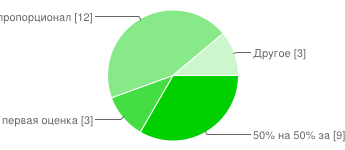 пропорционал [12]
Другое [3]
первая оценка [3]
50% на 50% за [9]